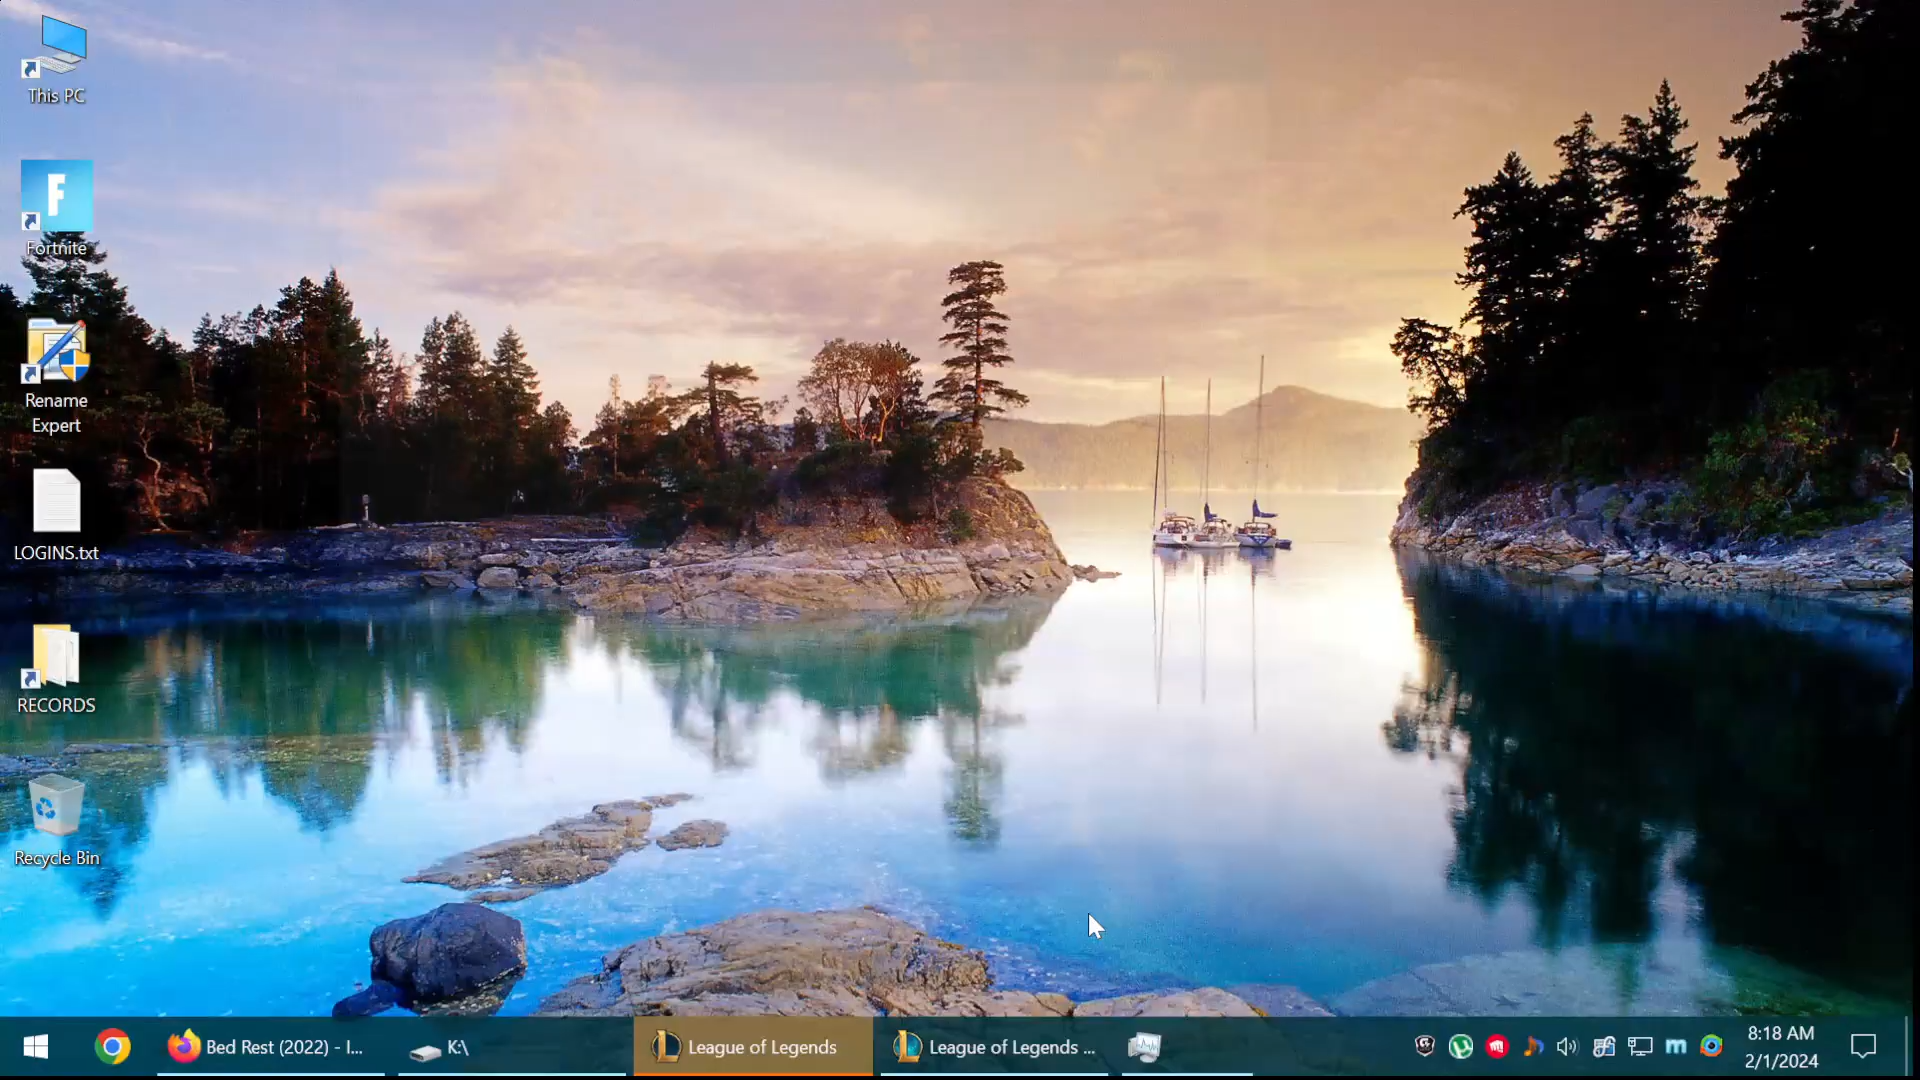 This PC
F
Fortnite
Rename
Expert
LOGINS.txt
RECORDS
Recycle Bin
Bed Rest (2022) - I...
K:\
League of Legends
League of Legends ...
m
8:18 AM
2/1/2024